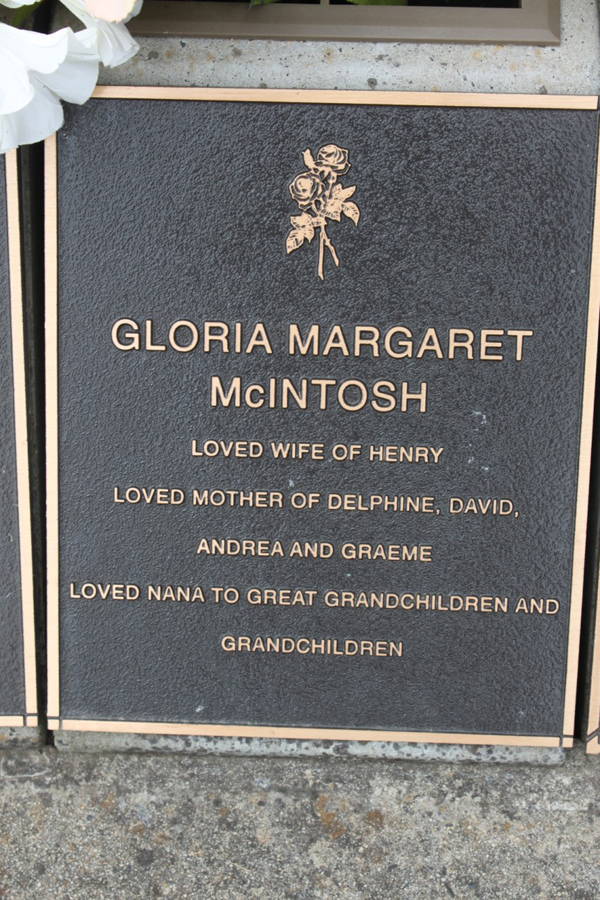 GLORIA MARGARET
McINTOSH
LOVED WIFE OF HENRY
LOVED MOTHER OF DELPHINE, DAVID,
ANDREA AND GRAEME
LOVED NANA TO GREAT GRANDCHILDREN AND
GRANDCHILDREN